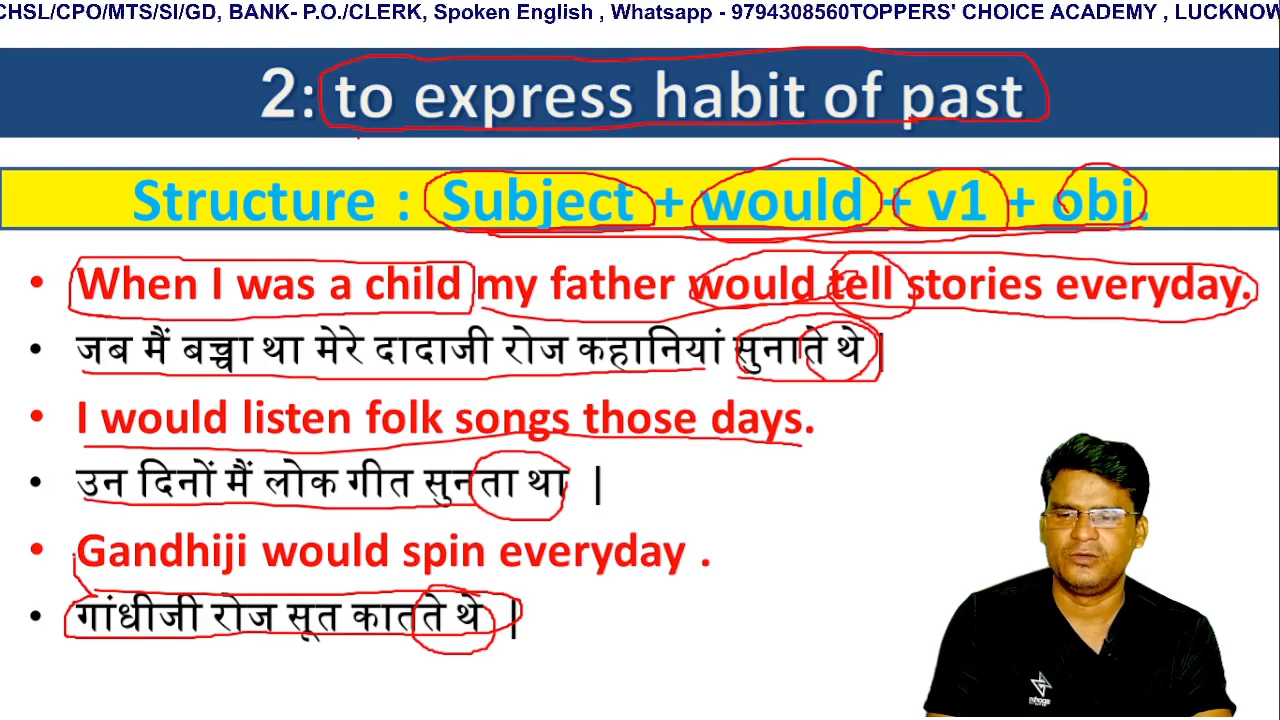 CHSL/CPO/MTS/SI/GD, BANK- P.O./CLERK, Spoken English , Whatsapp - 9794308560TOPPERS' CHOICE ACADEMY , LUCKNOW
2: to express habit of past
Structure : Subject + would + v1 + obj.
• When I was a child my father would tell stories everyday.
• जब मैं बच्चा था मेरे दादाजी रोज कहानियां सुनाते थे |
• I would listen folk songs those days.
• उन दिनों मैं लोक गीत सुनता था |
• Gandhiji would spin everyday .
• गांधीजी रोज सूत कातते थे |